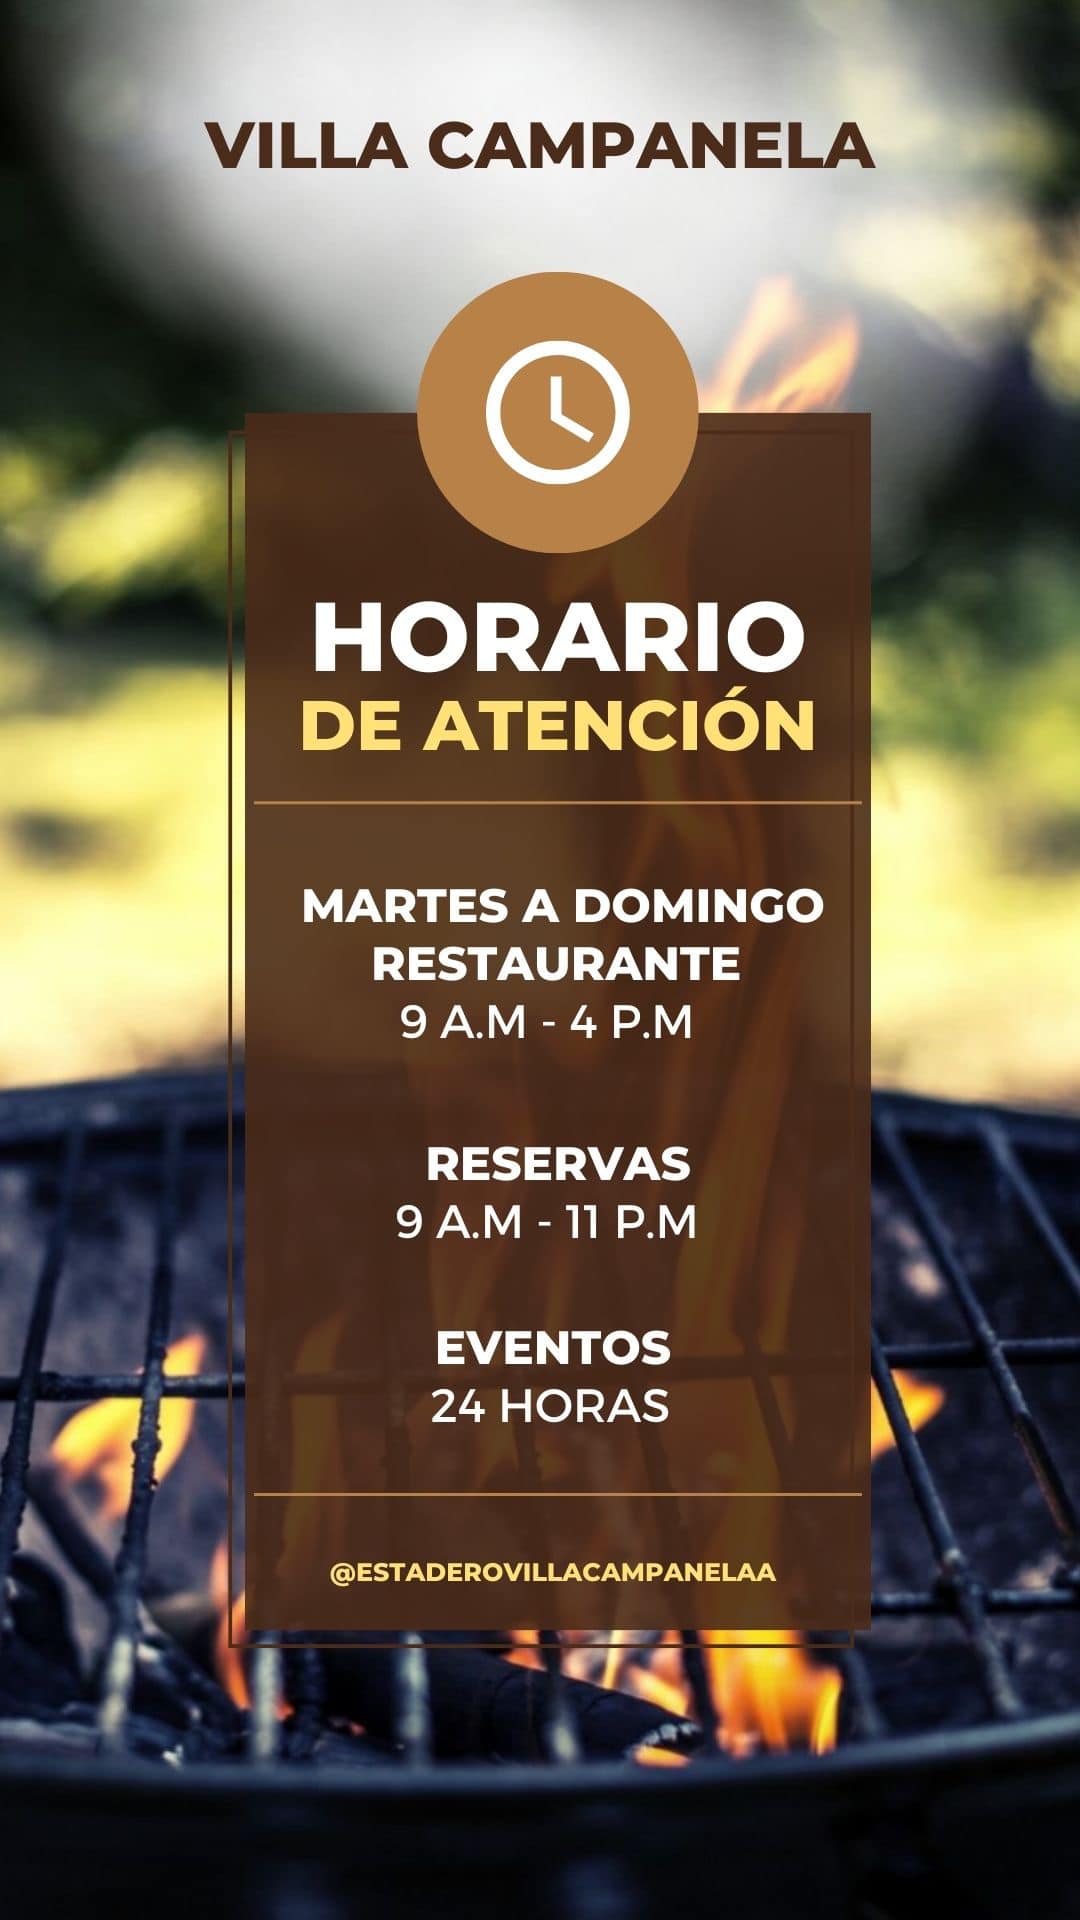 VILLA CAMPANELA
HORARIO
DE ATENCIÓN
MARTES A DOMINGO
RESTAURANTE
9 A.M - 4 P.M
RESERVAS
9 A.M - 11 P.M
EVENTOS
24 HORAS
@ESTADEROVILLACAMPANELAA